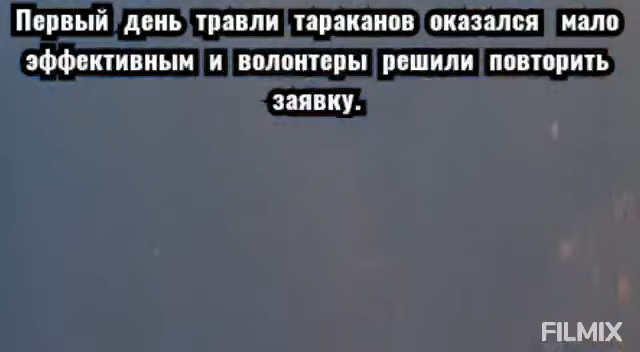 Первый день травли тараканов оказался мало
эффективным и волонтеры решили повторить
заявку.
FILMIX